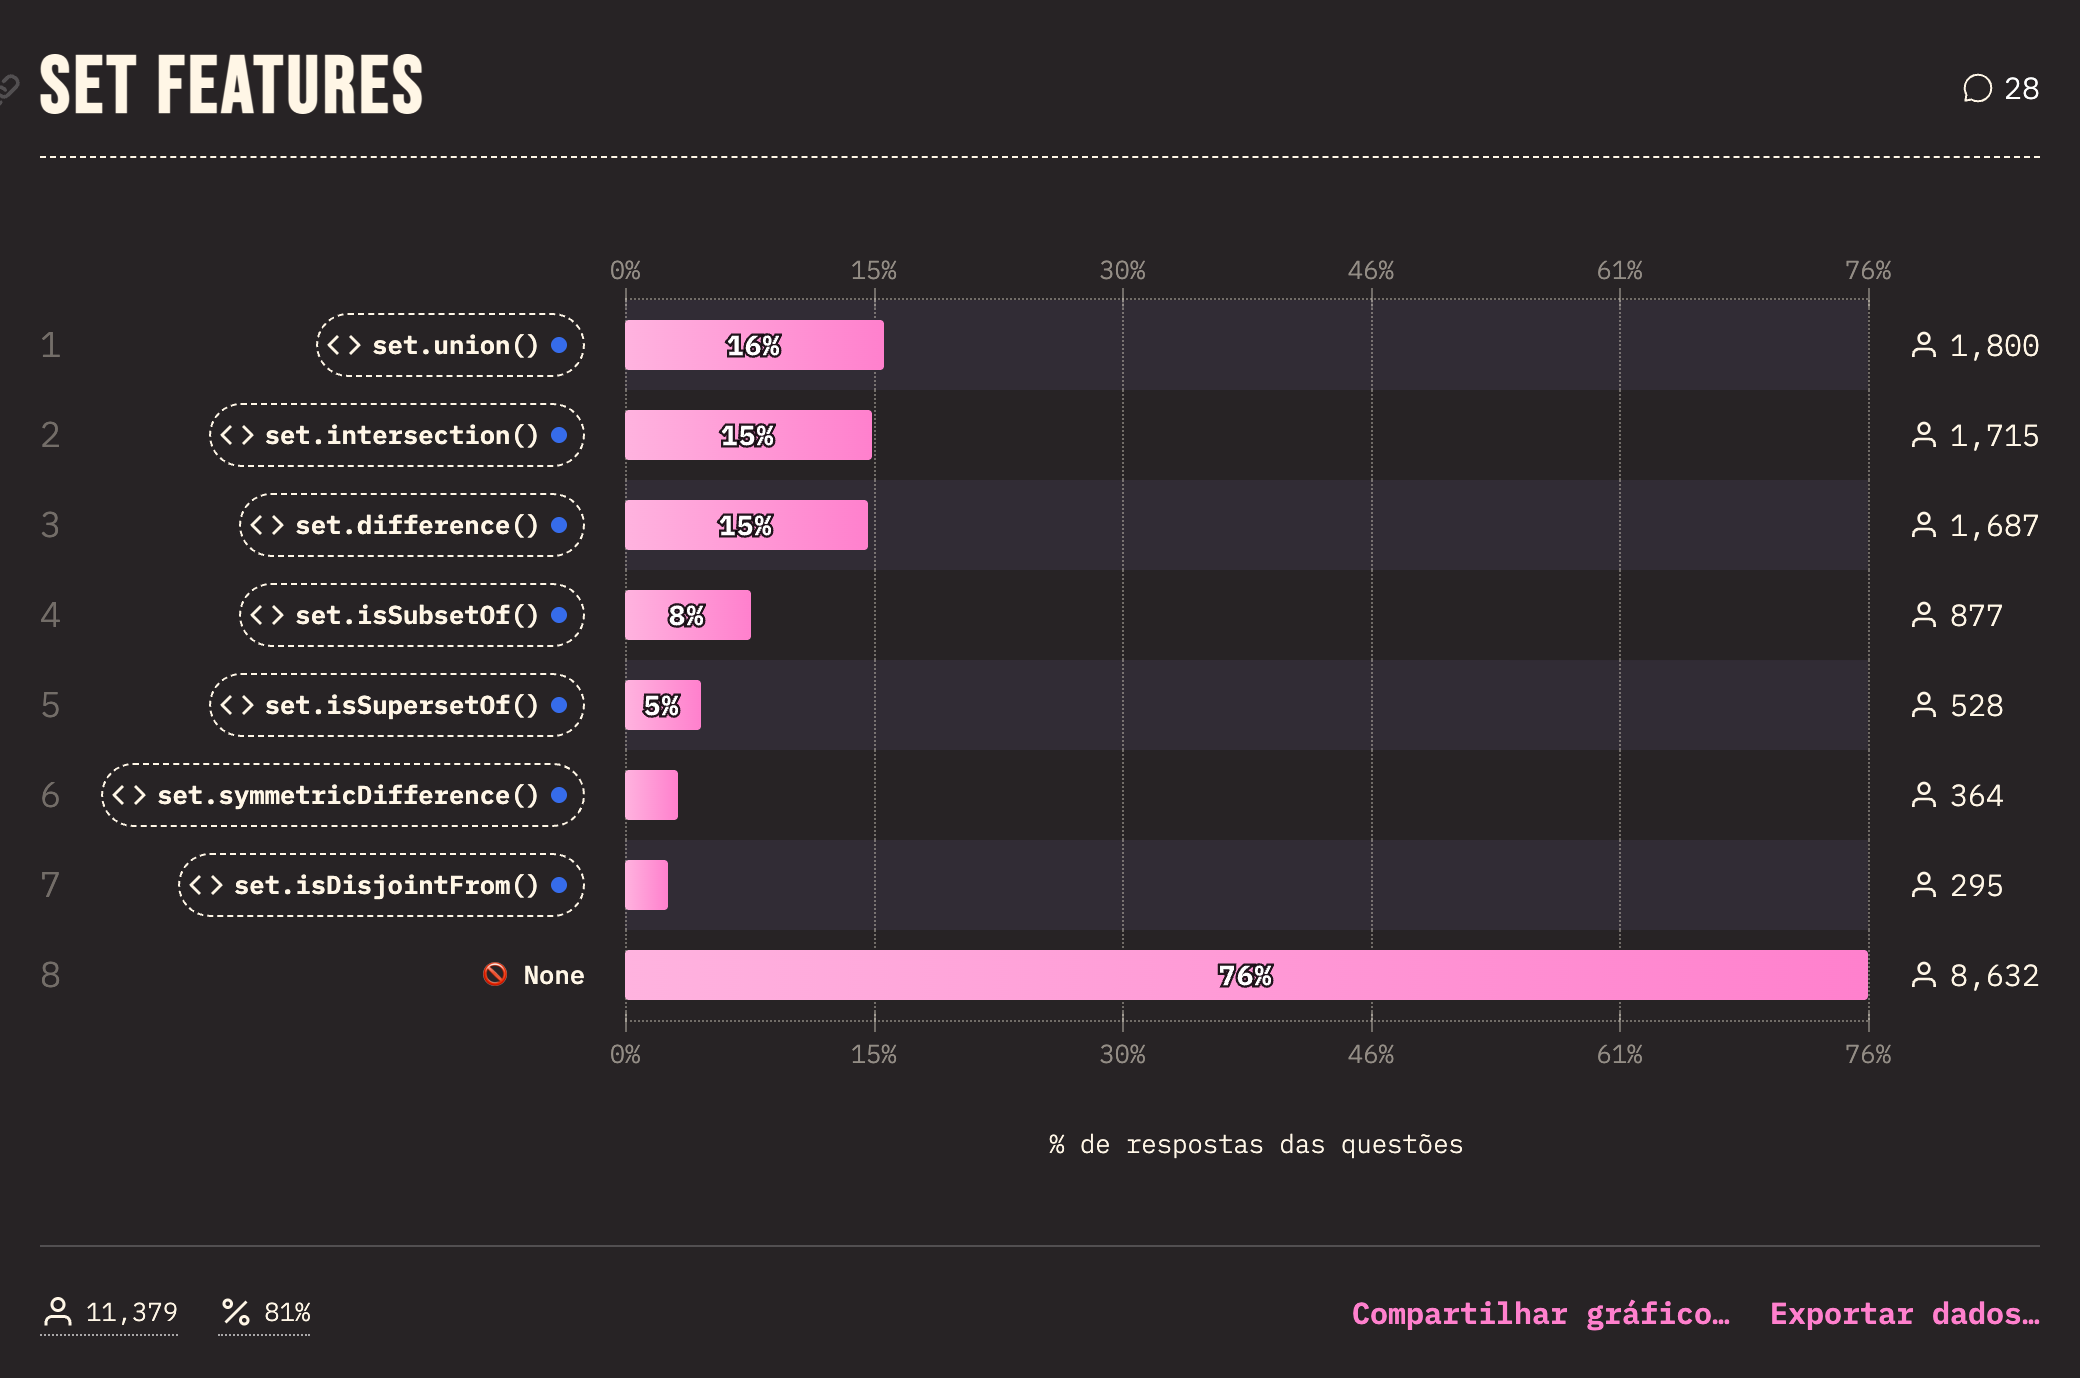 SET FEATURES
28
0% 15% 30% 46% 61% 76%
1 <> set.union() 16% 1,800
2 <> set.intersection() 15% 1,715
3 <> set.difference() 15% 1,687
4 <> set.isSubsetOf() 8% 877
5 <> set.isSupersetOf() 5% 528
6 <> set.symmetricDifference() 364
7 <> set.isDisjointFrom() 295
8 None 76% 8,632
0% 15% 30% 46% 61% 76%
% de respostas das questões
11,379 % 81% Compartilhar gráfico… Exportar dados…